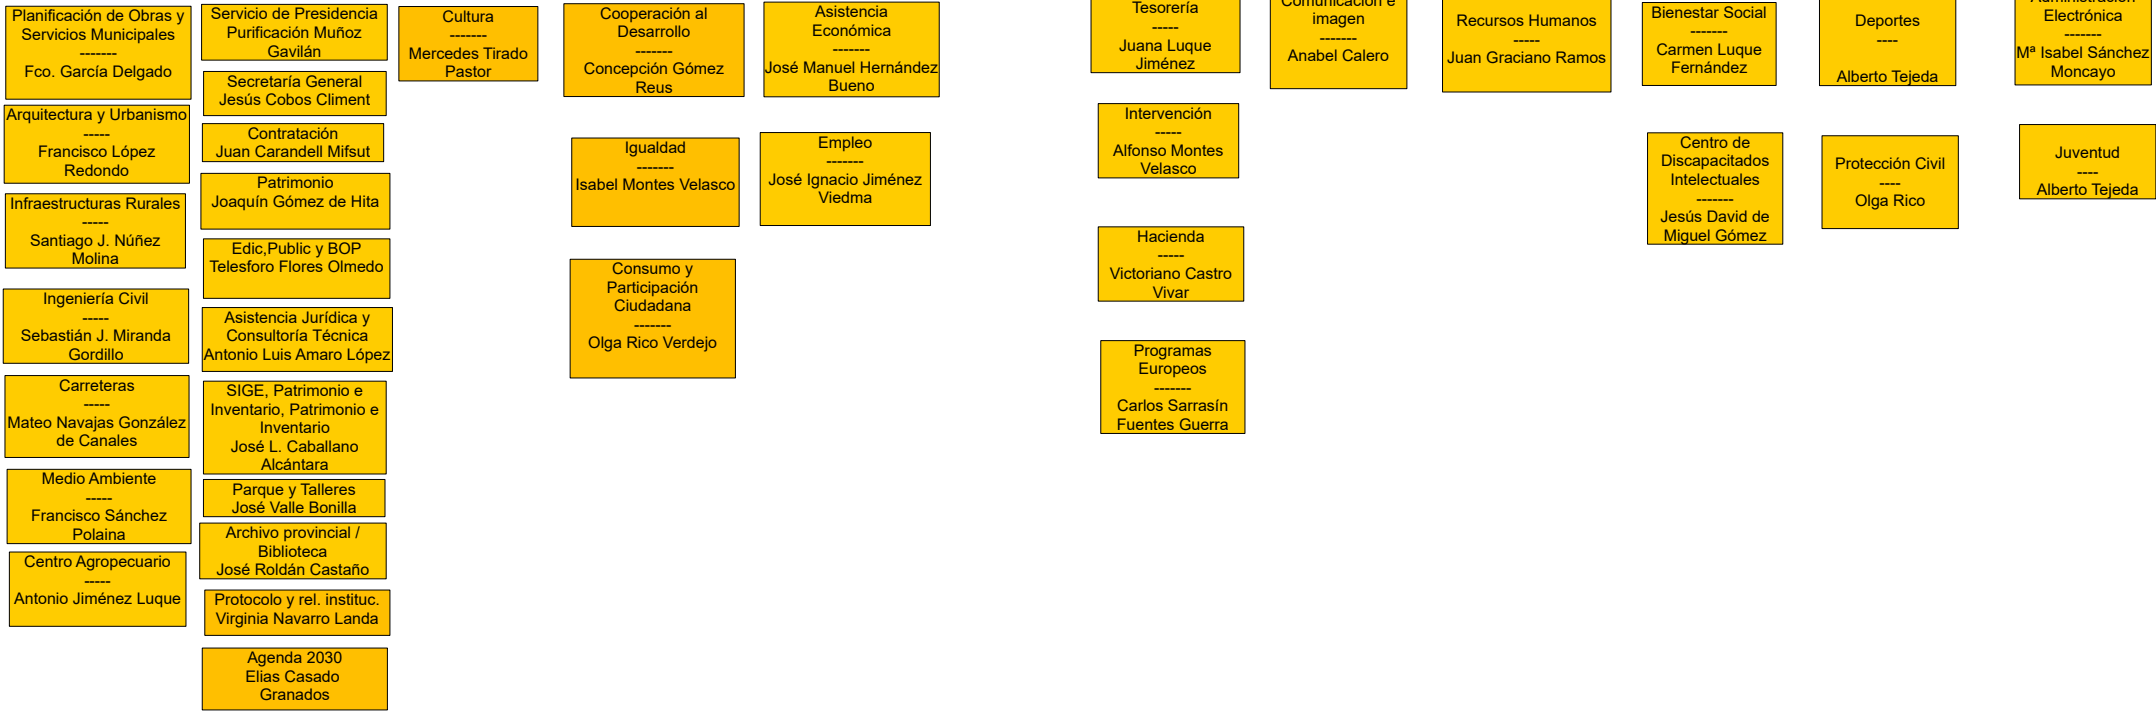 Planificación de Obras y
Servicios Municipales
-------
Fco. García Delgado
Arquitectura y Urbanismo
-----
Francisco López
Redondo
Infraestructuras Rurales
-----
Santiago J. Núñez
Molina
Ingeniería Civil
-----
Sebastián J. Miranda
Gordillo
Carreteras
-----
Mateo Navajas González
de Canales
Medio Ambiente
-----
Francisco Sánchez
Polaina
Centro Agropecuario
-----
Antonio Jiménez Luque
Servicio de Presidencia
Purificación Muñoz
Gavilán
Secretaría General
Jesús Cobos Climent
Contratación
Juan Carandell Mifsut
Patrimonio
Joaquín Gómez de Hita
Edic,Public y BOP
Telesforo Flores Olmedo
Asistencia Jurídica y
Consultoría Técnica
Antonio Luis Amaro López
SIGE, Patrimonio e
Inventario, Patrimonio e
Inventario
José L. Caballano
Alcántara
Parque y Talleres
José Valle Bonilla
Archivo provincial /
Biblioteca
José Roldán Castaño
Protocolo y rel. instituc.
Virginia Navarro Landa
Agenda 2030
Elias Casado
Granados
Cultura
-------
Mercedes Tirado
Pastor
Cooperación al
Desarrollo
-------
Concepción Gómez
Reus
Igualdad
-------
Isabel Montes Velasco
Consumo y
Participación
Ciudadana
-------
Olga Rico Verdejo
Asistencia
Económica
-------
José Manuel Hernández
Bueno
Empleo
-------
José Ignacio Jiménez
Viedma
Tesorería
-----
Juana Luque
Jiménez
Intervención
-----
Alfonso Montes
Velasco
Hacienda
-----
Victoriano Castro
Vivar
Programas
Europeos
-------
Carlos Sarrasín
Fuentes Guerra
Comunicación e
imagen
-------
Anabel Calero
Recursos Humanos
-----
Juan Graciano Ramos
Bienestar Social
-------
Carmen Luque
Fernández
Centro de
Discapacitados
Intelectuales
-------
Jesús David de
Miguel Gómez
Deportes
----
Alberto Tejeda
Protección Civil
----
Olga Rico
Administración
Electrónica
-------
Mª Isabel Sánchez
Moncayo
Juventud
----
Alberto Tejeda